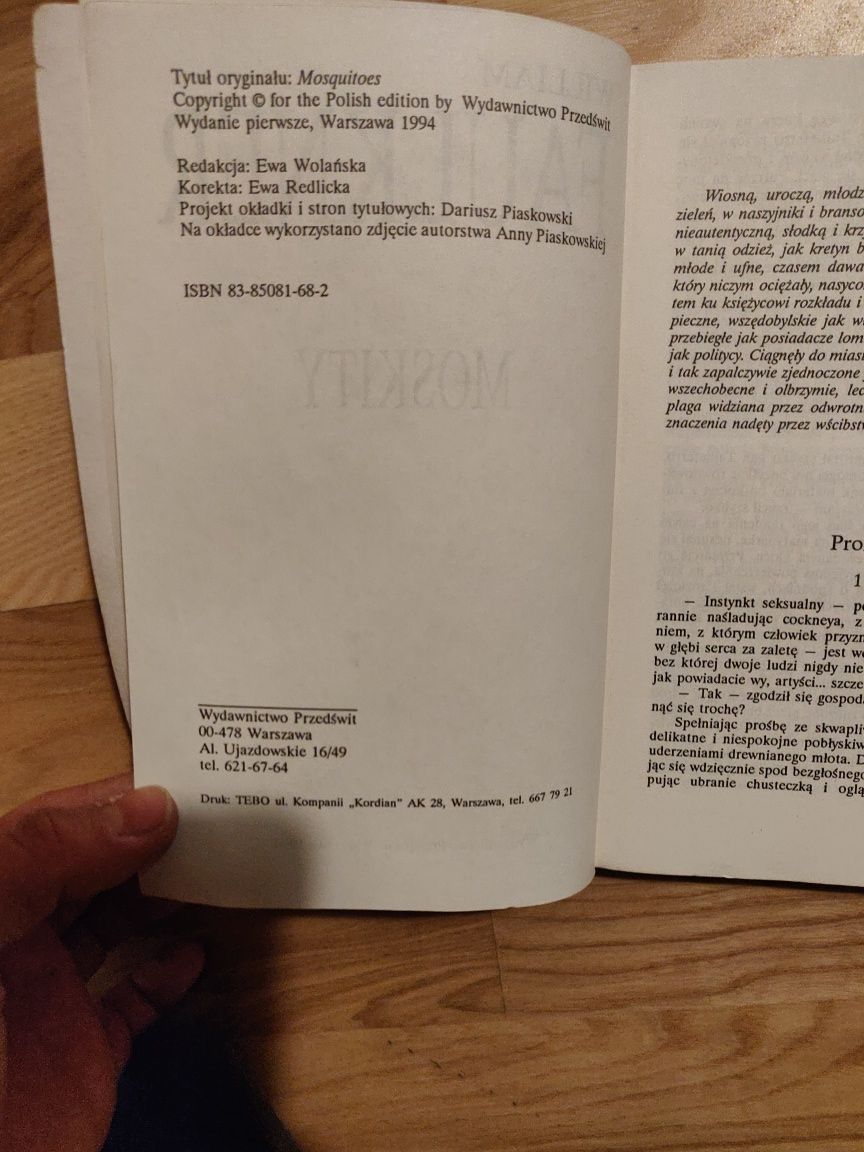 Tytuł oryginału: Mosquitoes
Copyright © for the Polish edition by Wydawnictwo Przedświt
Wydanie pierwsze, Warszawa 1994
Redakcja: Ewa Wolańska
Korekta: Ewa Redlicka
Projekt okładki i stron tytułowych: Dariusz Piaskowski
Na okładce wykorzystano zdjęcie autorstwa Anny Piaskowskiej
ISBN 83-85081-68-2
MOSKITY
Wydawnictwo Przedświt
00-478 Warszawa
Al. Ujazdowskie 16/49
tel. 621-67-64
Druk: TEBO ul. Kompanii „Kordian" AK 28, Warszawa, tel. 667 79 21
Wiosną, uroczą, młodz
zieleń, w naszyjniki i branso
nieautentyczną, słodką i krzy
w tanią odzież, jak kretyn b
młode i ufne, czasem dawa
który niczym ociężały, nasyco
tem ku księżycowi rozkładu i
pieczne, wszędobylskie jak w
przebiegłe jak posiadacze lom
jak politycy. Ciągnęły do mias
i tak zapalczywie zjednoczone
wszechobecne i olbrzymie, lec
plaga widziana przez odwrotn
znaczenia nadęty przez wścibstw
Pro
1
— Instynkt seksualny — p
rannie naśladując cockneya, z
niem, z którym człowiek przyzn
w głębi serca za zaletę — jest w
bez której dwoje ludzi nigdy nie
jak powiadacie wy, artyści... szcze
— Tak — zgodził się gospod
nąć się trochę?
Spełniając prośbę ze skwapli
delikatne i niespokojne pobłyskiw
uderzeniami drewnianego młota. D
jąc się wdzięcznie spod bezgłośnego
pując ubranie chusteczką i oglą